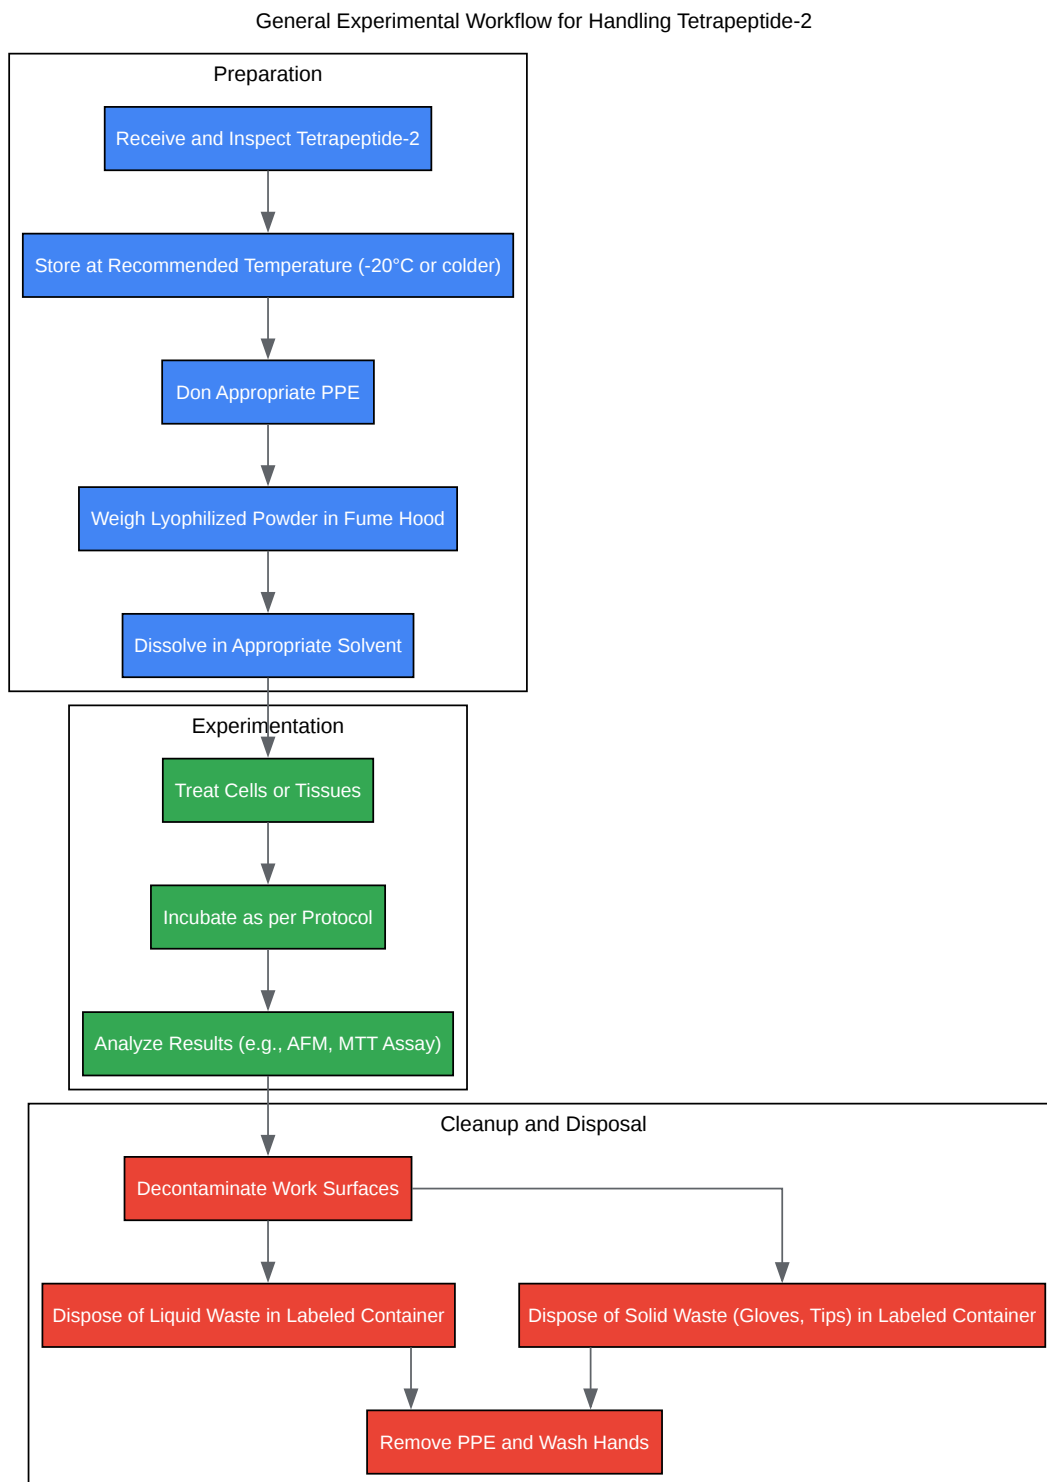 General Experimental Workflow for Handling Tetrapeptide-2
Preparation
Receive and Inspect Tetrapeptide-2
Store at Recommended Temperature (-20°C or colder)
Don Appropriate PPE
Weigh Lyophilized Powder in Fume Hood
Dissolve in Appropriate Solvent
Experimentation
Treat Cells or Tissues
Incubate as per Protocol
Analyze Results (e.g., AFM, MTT Assay)
Cleanup and Disposal
Decontaminate Work Surfaces
Dispose of Liquid Waste in Labeled Container
Dispose of Solid Waste (Gloves, Tips) in Labeled Container
Remove PPE and Wash Hands